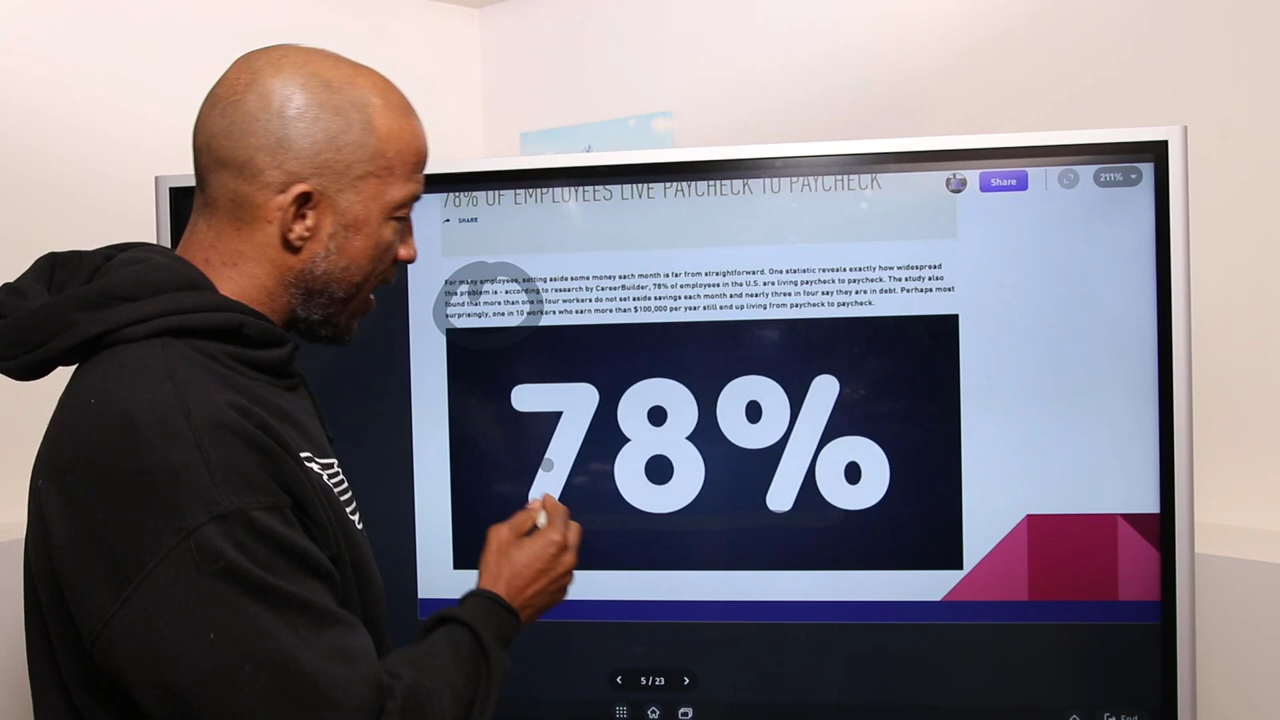 78% OF EMPLOYEES LIVE PAYCHECK TO PAYCHECK
SHARE
Share
211%
For many employees, setting aside some money each month is far from straightforward. One statistic reveals exactly how widespread
this problem is - according to research by CareerBuilder, 78% of employees in the U.S. are living paycheck to paycheck. The study also
found that more than one in four workers do not set aside savings each month and nearly three in four say they are in debt. Perhaps most
surprisingly, one in 10 workers who earn more than $100,000 per year still end up living from paycheck to paycheck.
78%
5 / 23
End